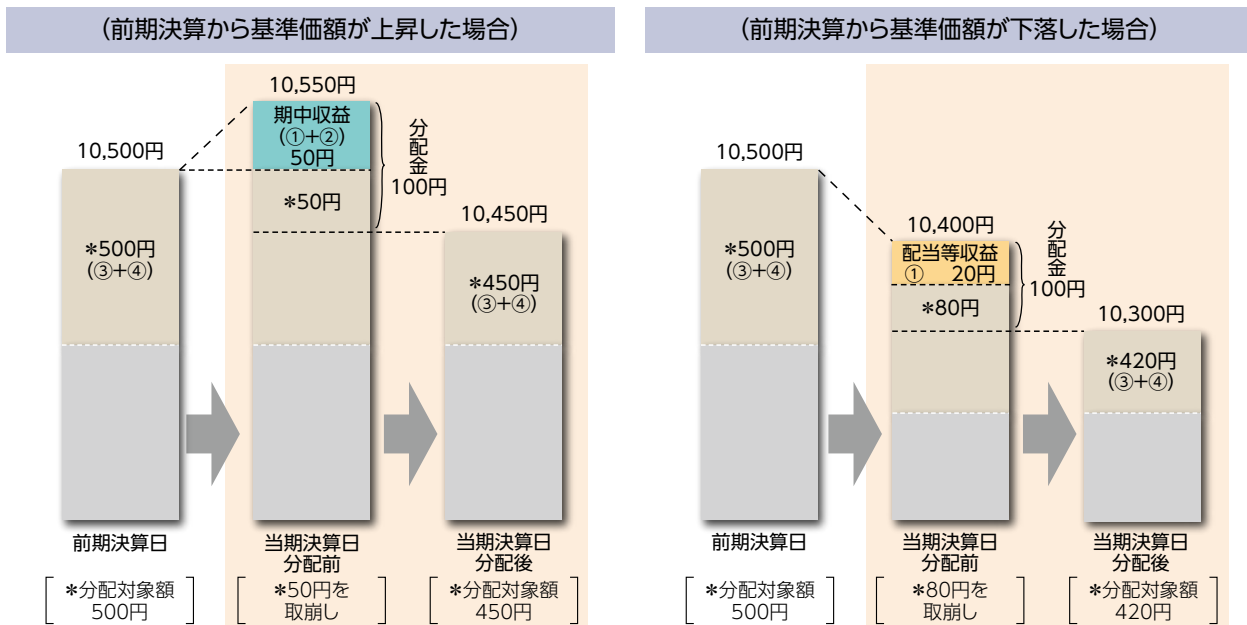 (前期決算から基準価額が上昇した場合)
10,500円
*500円
(③+④)
10,550円
期中収益
(①+②)
50円
*50円
分配金
100円
10,450円
*450円
(③+④)
前期決算日
当期決算日
分配前
当期決算日
分配後
*分配対象額
500円
*50円を
取崩し
*分配対象額
450円
(前期決算から基準価額が下落した場合)
10,500円
*500円
(③+④)
10,400円
配当等収益
① 20円
*80円
分配金
100円
10,300円
*420円
(③+④)
前期決算日
当期決算日
分配前
当期決算日
分配後
*分配対象額
500円
*80円を
取崩し
*分配対象額
420円